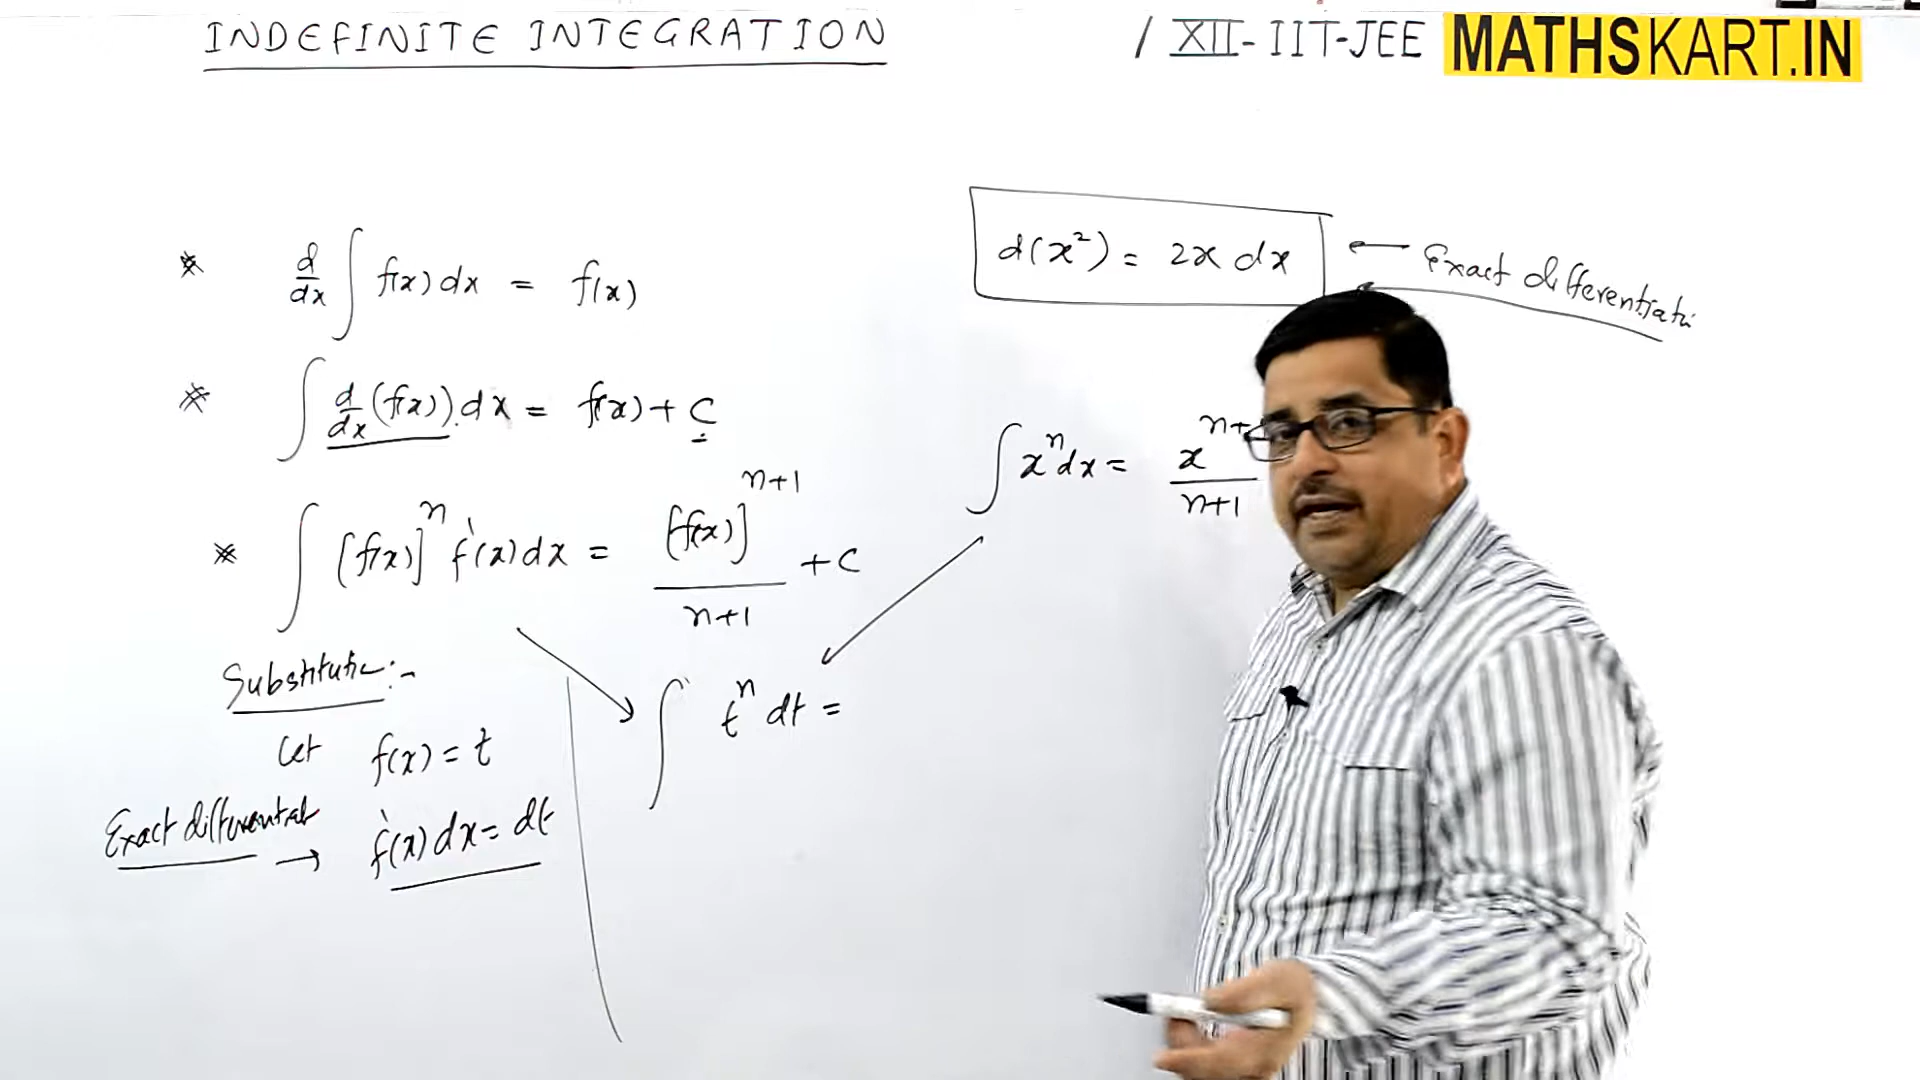 INDEFINITE INTEGRATION
/ XII-IIT-JEE MATHSKART.IN
* d/dx ∫ f(x) dx = f(x)
d(x²) = 2x dx ← Exact differentiati
* ∫ d/dx (f(x)).dx = f(x) + C
* ∫ [f(x)]^n f'(x) dx = [f(x)]^(n+1)/(n+1) + C
∫ x^n dx = x^(n+)/(n+1)
Substitutio:-
let f(x) = t
∫ t^n dt =
Exact differential → f'(x) dx = dt